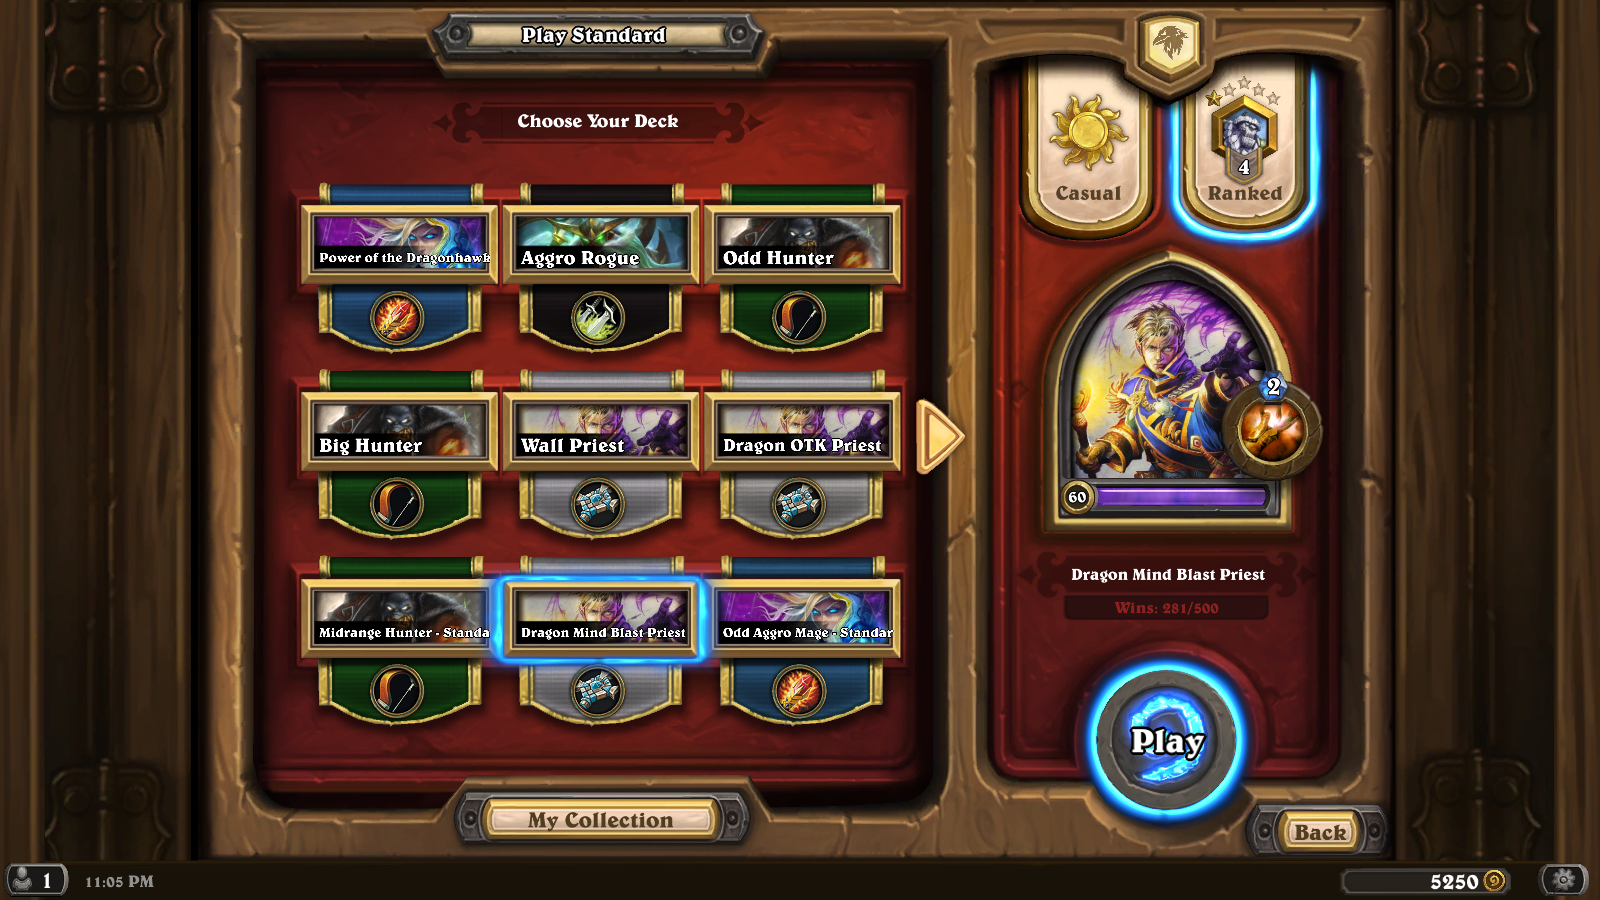 Play Standard
Choose Your Deck
Power of the Dragonhawk
Aggro Rogue
Odd Hunter
Big Hunter
Wall Priest
Dragon OTK Priest
Midrange Hunter - Standa
Dragon Mind Blast Priest
Odd Aggro Mage - Standar
My Collection
Casual
4
Ranked
2
60
Dragon Mind Blast Priest
Wins: 281/500
Play
Back
1
11:05 PM
5250